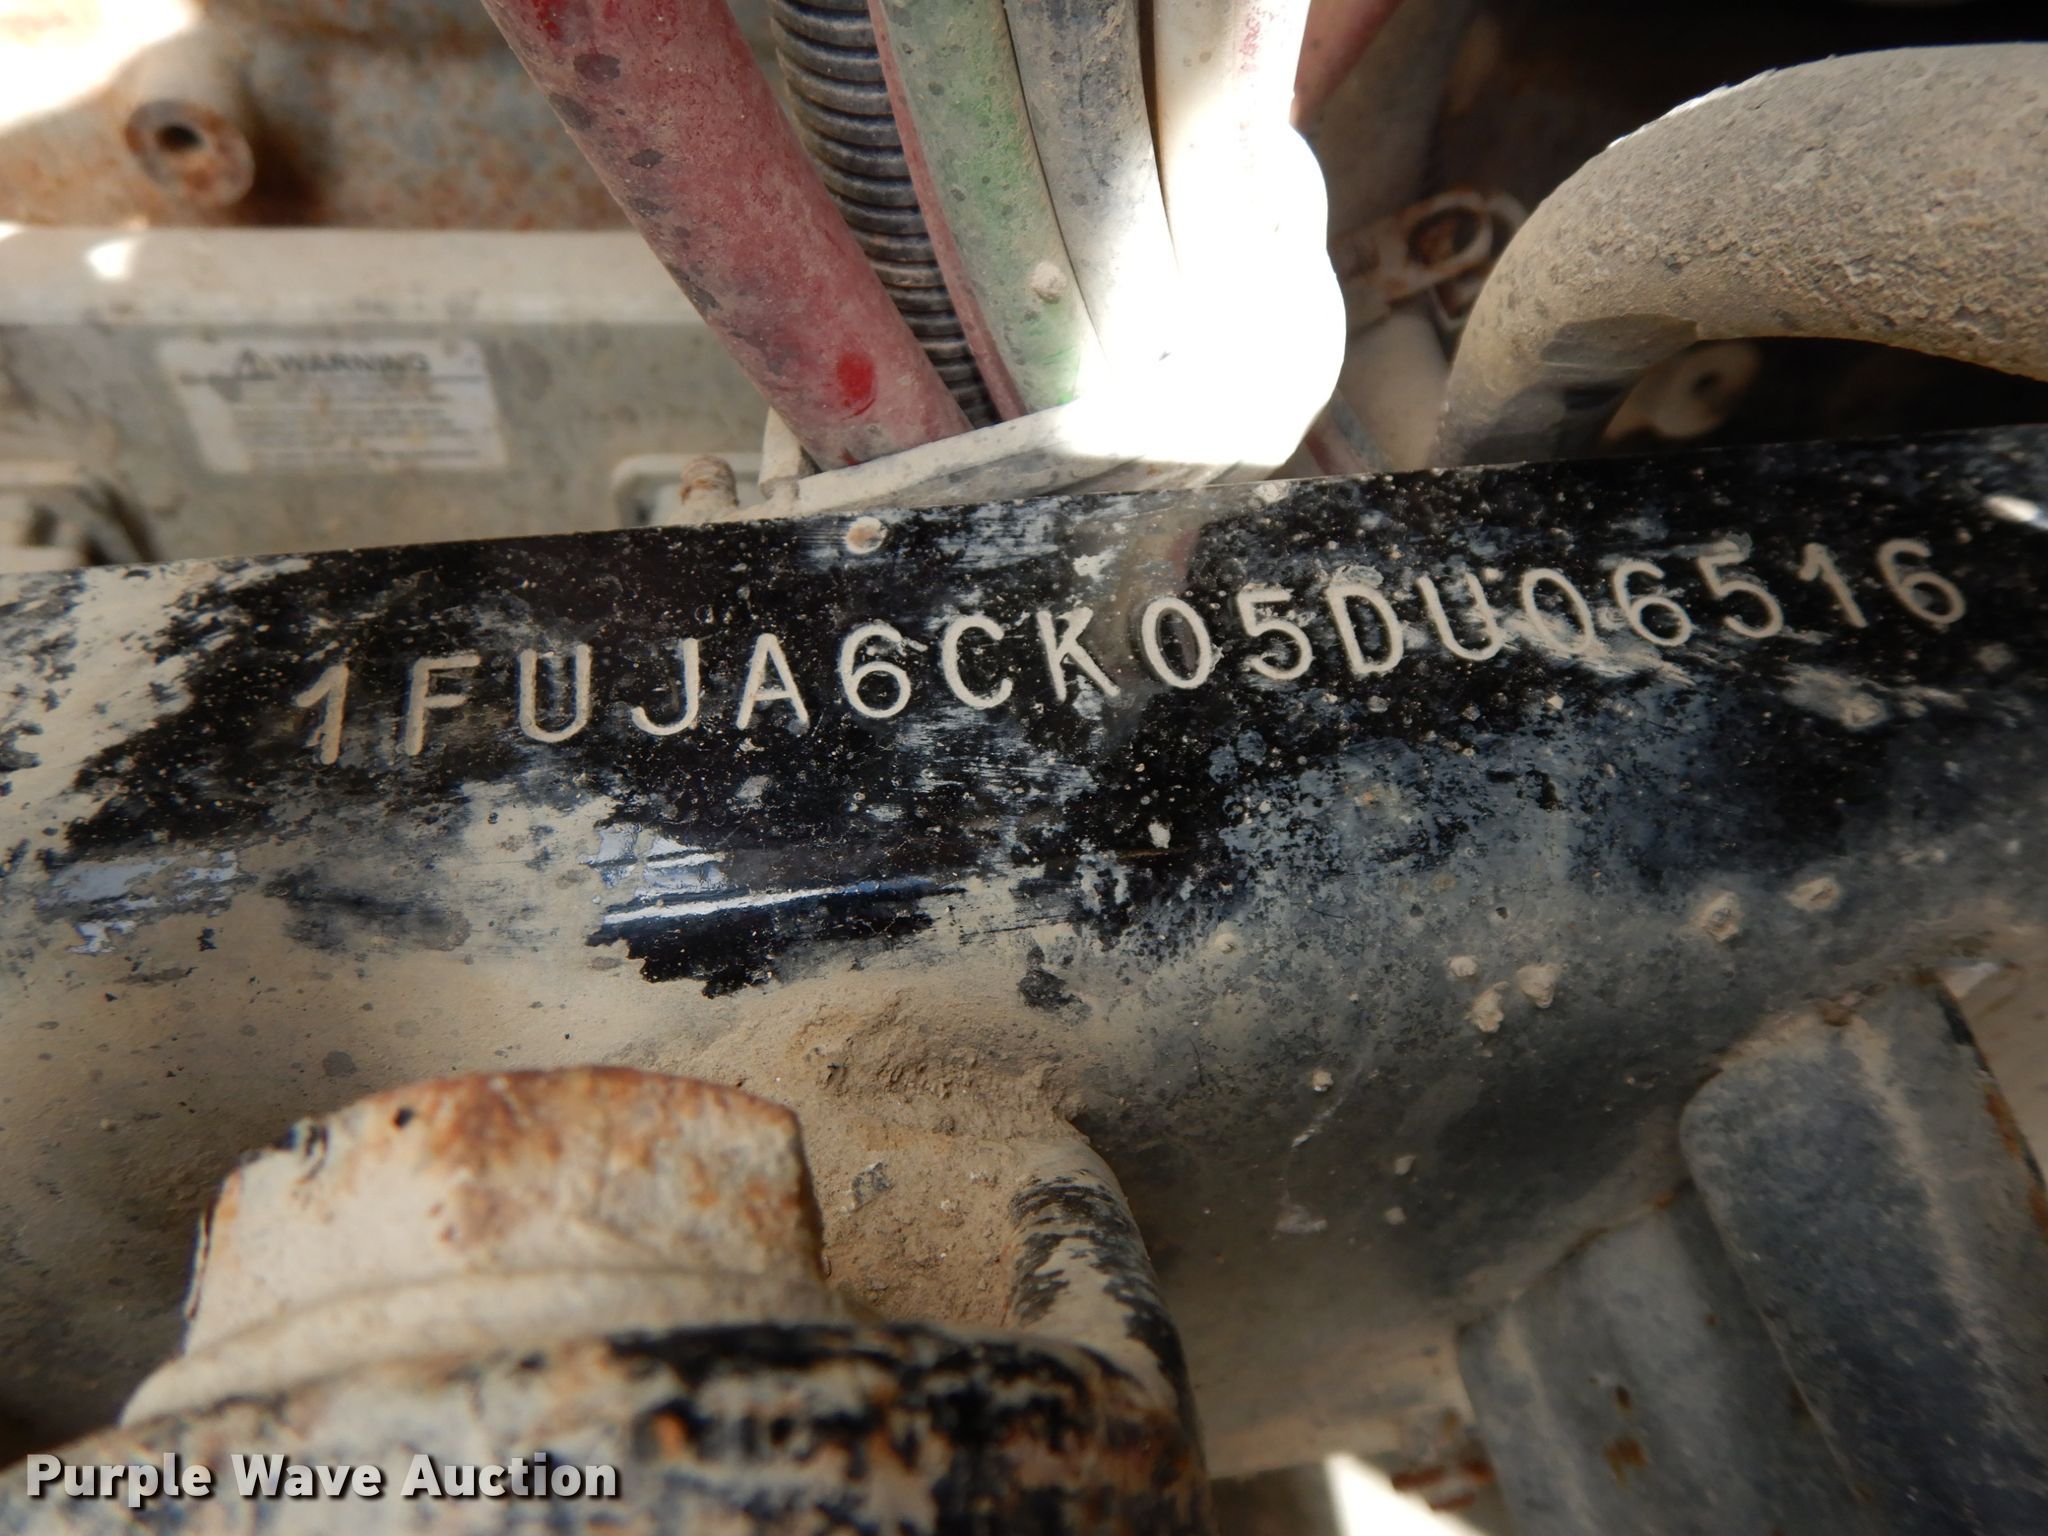 WARNING
1FUJA6CK05DU06516
Purple Wave Auction